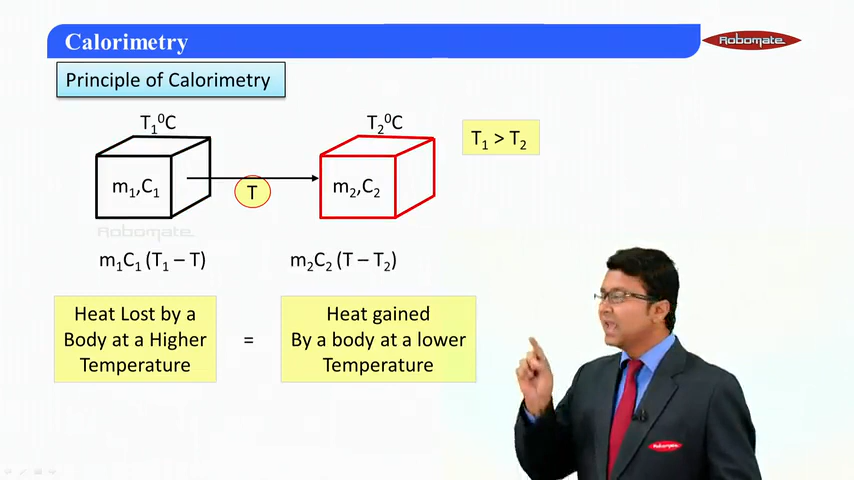 Calorimetry
Robomate
Principle of Calorimetry
T₁⁰C
T₂⁰C
T₁ > T₂
m₁,C₁
T
m₂,C₂
Robomate
m₁C₁ (T₁ – T)
m₂C₂ (T – T₂)
Heat Lost by a
Body at a Higher
Temperature
=
Heat gained
By a body at a lower
Temperature
Robomate